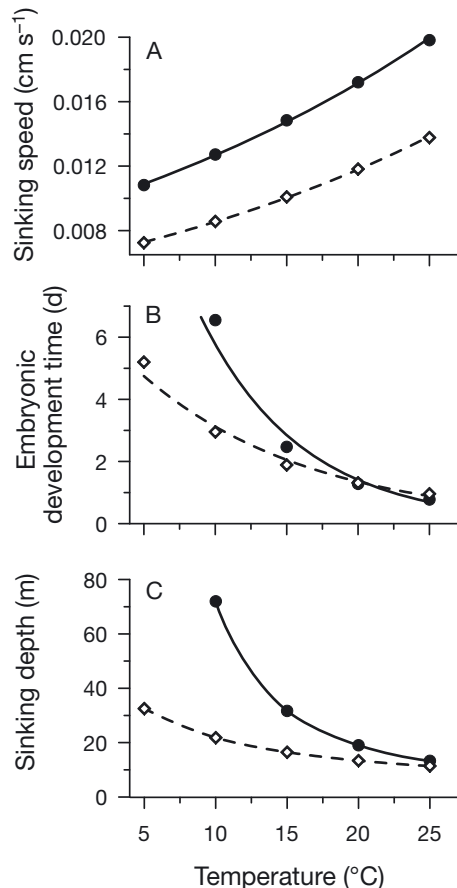 A
0.020
0.016
0.012
0.008
Sinking speed (cm s⁻¹)
B
6
4
2
0
Embryonic
development time (d)
C
80
60
40
20
0
Sinking depth (m)
5 10 15 20 25
Temperature (°C)